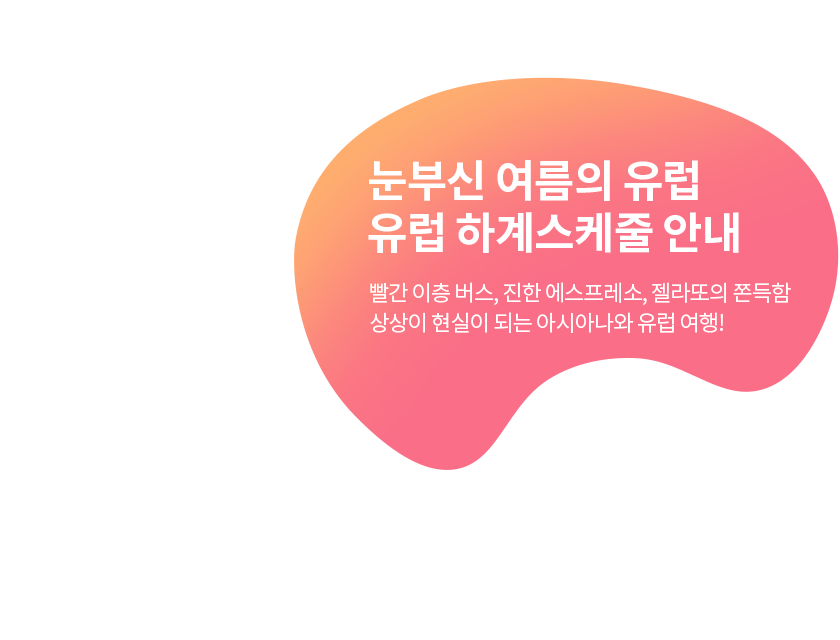 눈부신 여름의 유럽
유럽 하계스케줄 안내
빨간 이층 버스, 진한 에스프레소, 젤라또의 쫀득함
상상이 현실이 되는 아시아나와 유럽 여행!